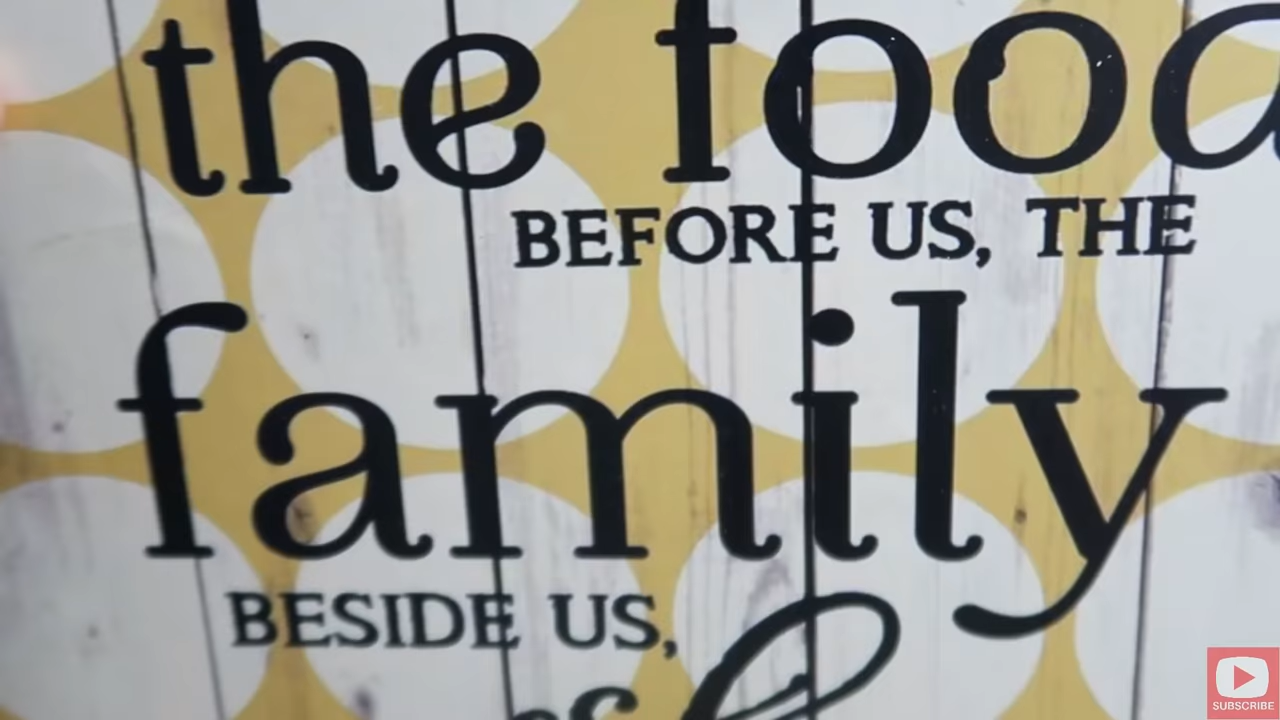 the food
BEFORE US, THE
family
BESIDE US,
SUBSCRIBE